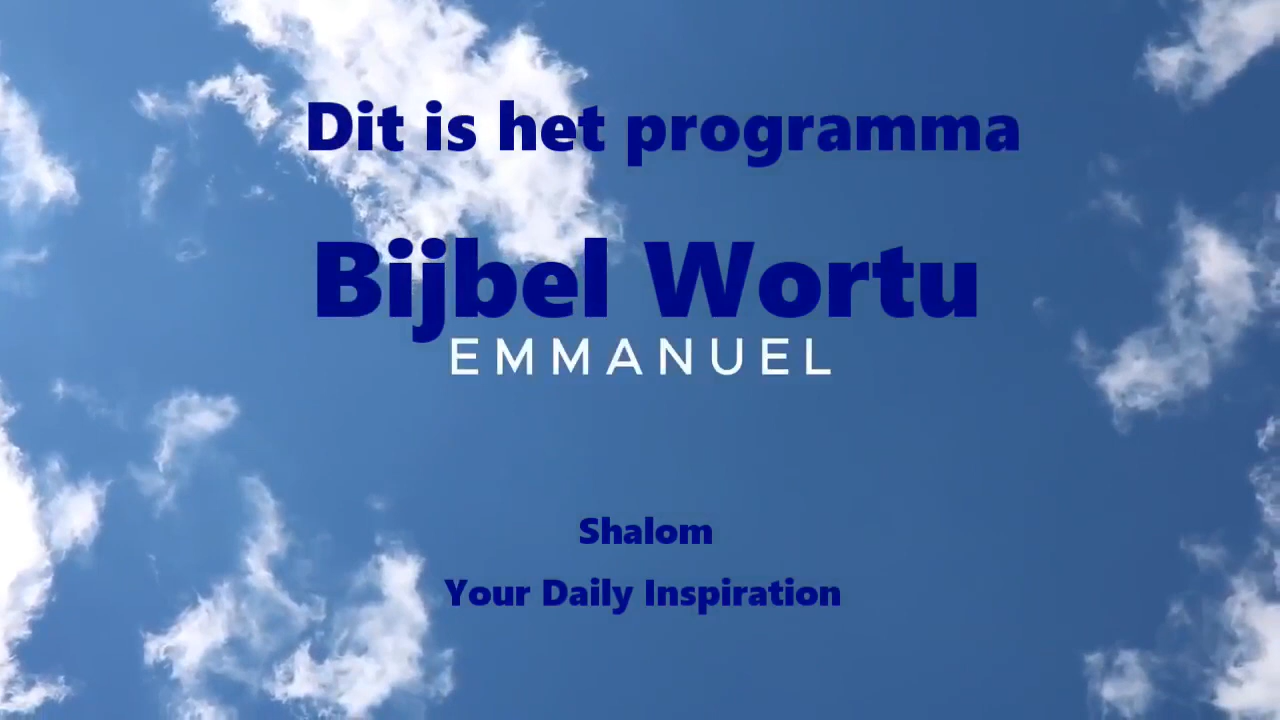 Dit is het programma
Bijbel Wortu
EMMANUEL
Shalom
Your Daily Inspiration